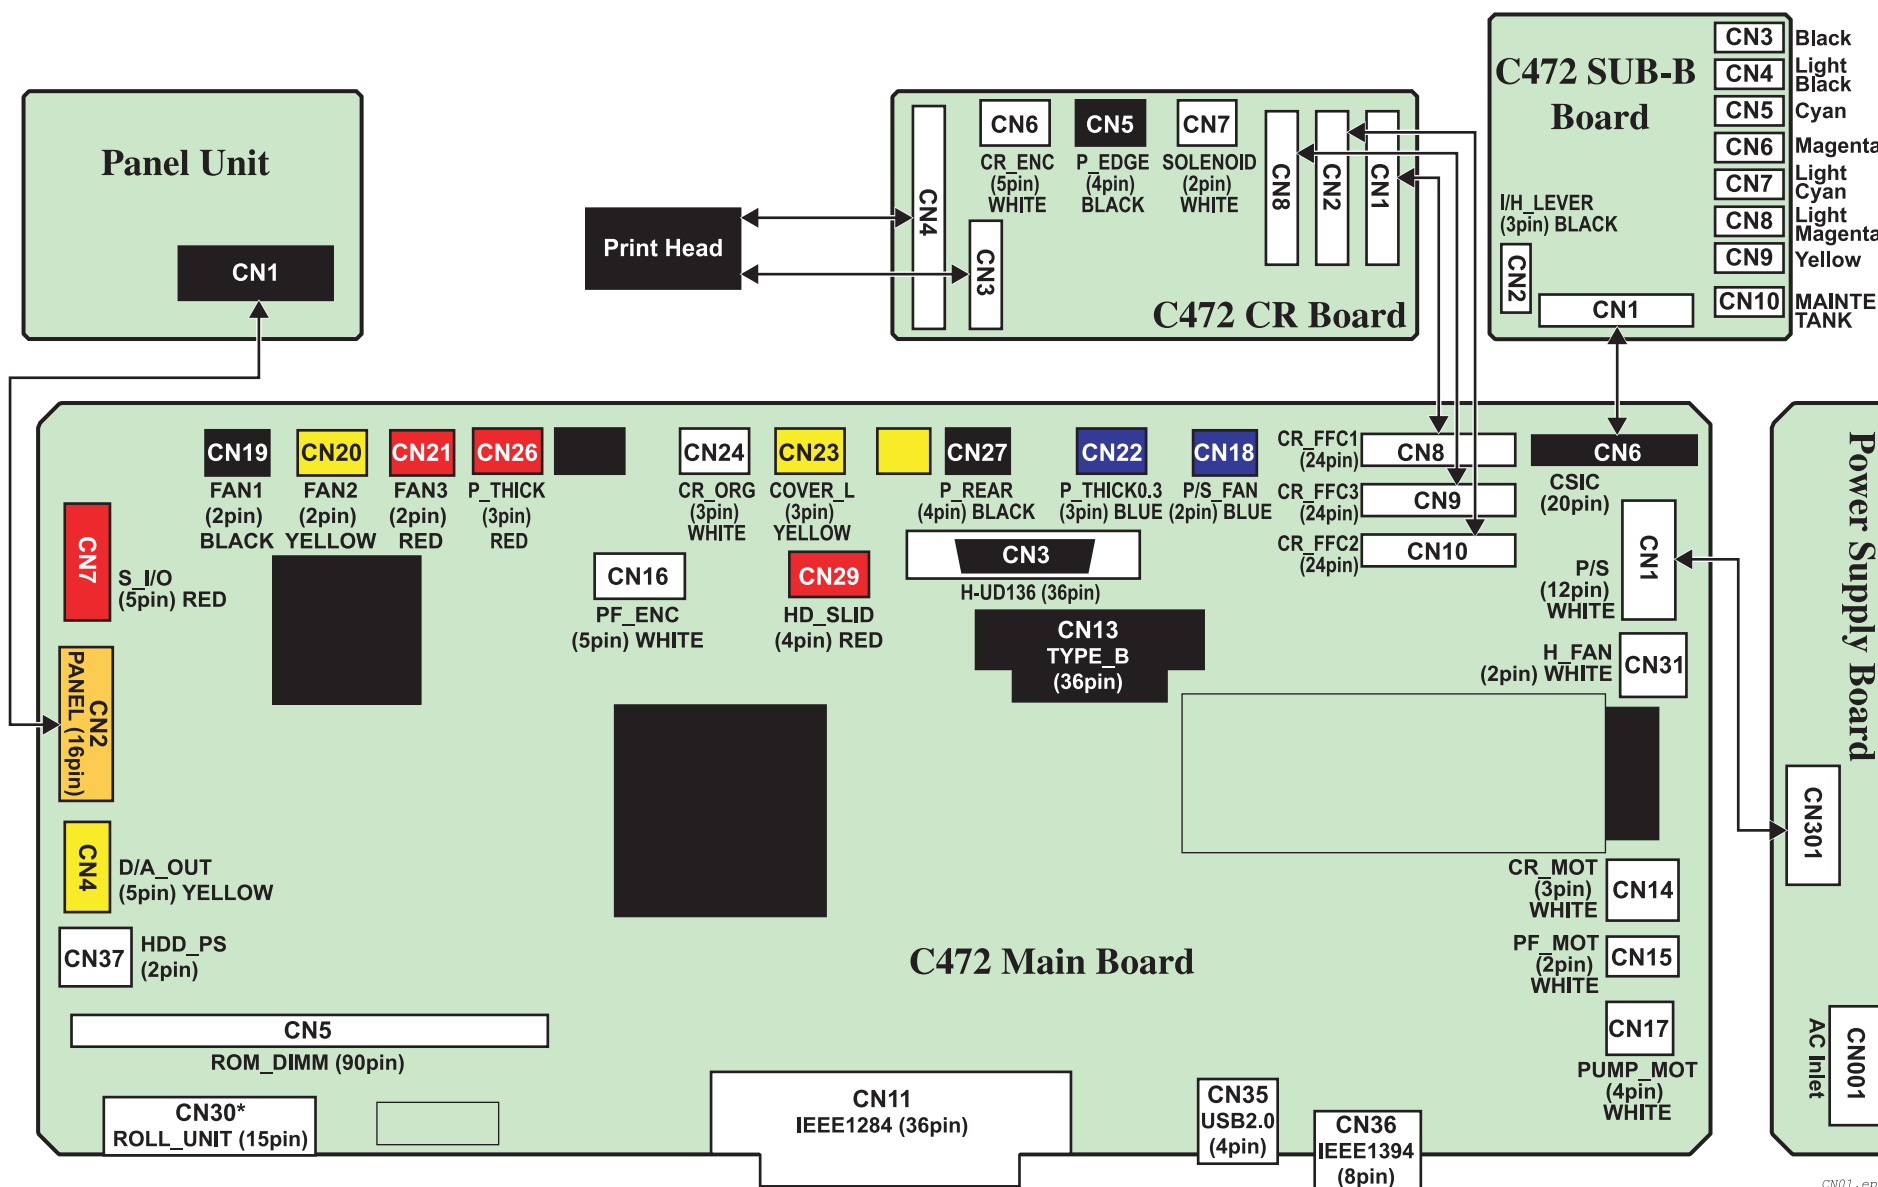 Panel Unit
CN1
Print Head
CN6
CR_ENC
(5pin)
WHITE
CN5
P_EDGE
(4pin)
BLACK
CN7
SOLENOID
(2pin)
WHITE
CN4
CN3
CN8
CN2
CN1
C472 CR Board
C472 SUB-B
Board
CN3 Black
CN4 Light
Black
CN5 Cyan
CN6 Magenta
CN7 Light
Cyan
CN8 Light
Magenta
CN9 Yellow
CN10 MAINTE
TANK
I/H_LEVER
(3pin) BLACK
CN2
CN1
CN19
FAN1
(2pin)
BLACK
CN20
FAN2
(2pin)
YELLOW
CN21
FAN3
(2pin)
RED
CN26
P_THICK
(3pin)
RED
CN24
CR_ORG
(3pin)
WHITE
CN23
COVER_L
(3pin)
YELLOW
CN27
P_REAR
(4pin) BLACK
CN22
P_THICK0.3
(3pin) BLUE
CN18
P/S_FAN
(2pin) BLUE
CR_FFC1
(24pin)
CN8
CR_FFC3
(24pin)
CN9
CR_FFC2
(24pin)
CN10
CN6
CSIC
(20pin)
CN1
P/S
(12pin)
WHITE
CN7
S_I/O
(5pin) RED
CN16
PF_ENC
(5pin) WHITE
CN29
HD_SLID
(4pin) RED
CN3
H-UD136 (36pin)
CN13
TYPE_B
(36pin)
H_FAN
(2pin) WHITE
CN31
CN2
PANEL (16pin)
CN4
D/A_OUT
(5pin) YELLOW
CN37
HDD_PS
(2pin)
C472 Main Board
CR_MOT
(3pin)
WHITE
CN14
PF_MOT
(2pin)
WHITE
CN15
CN17
PUMP_MOT
(4pin)
WHITE
CN5
ROM_DIMM (90pin)
CN30*
ROLL_UNIT (15pin)
CN11
IEEE1284 (36pin)
CN35
USB2.0
(4pin)
CN36
IEEE1394
(8pin)
Power Supply Board
CN301
CN001
AC Inlet
CN01.ep